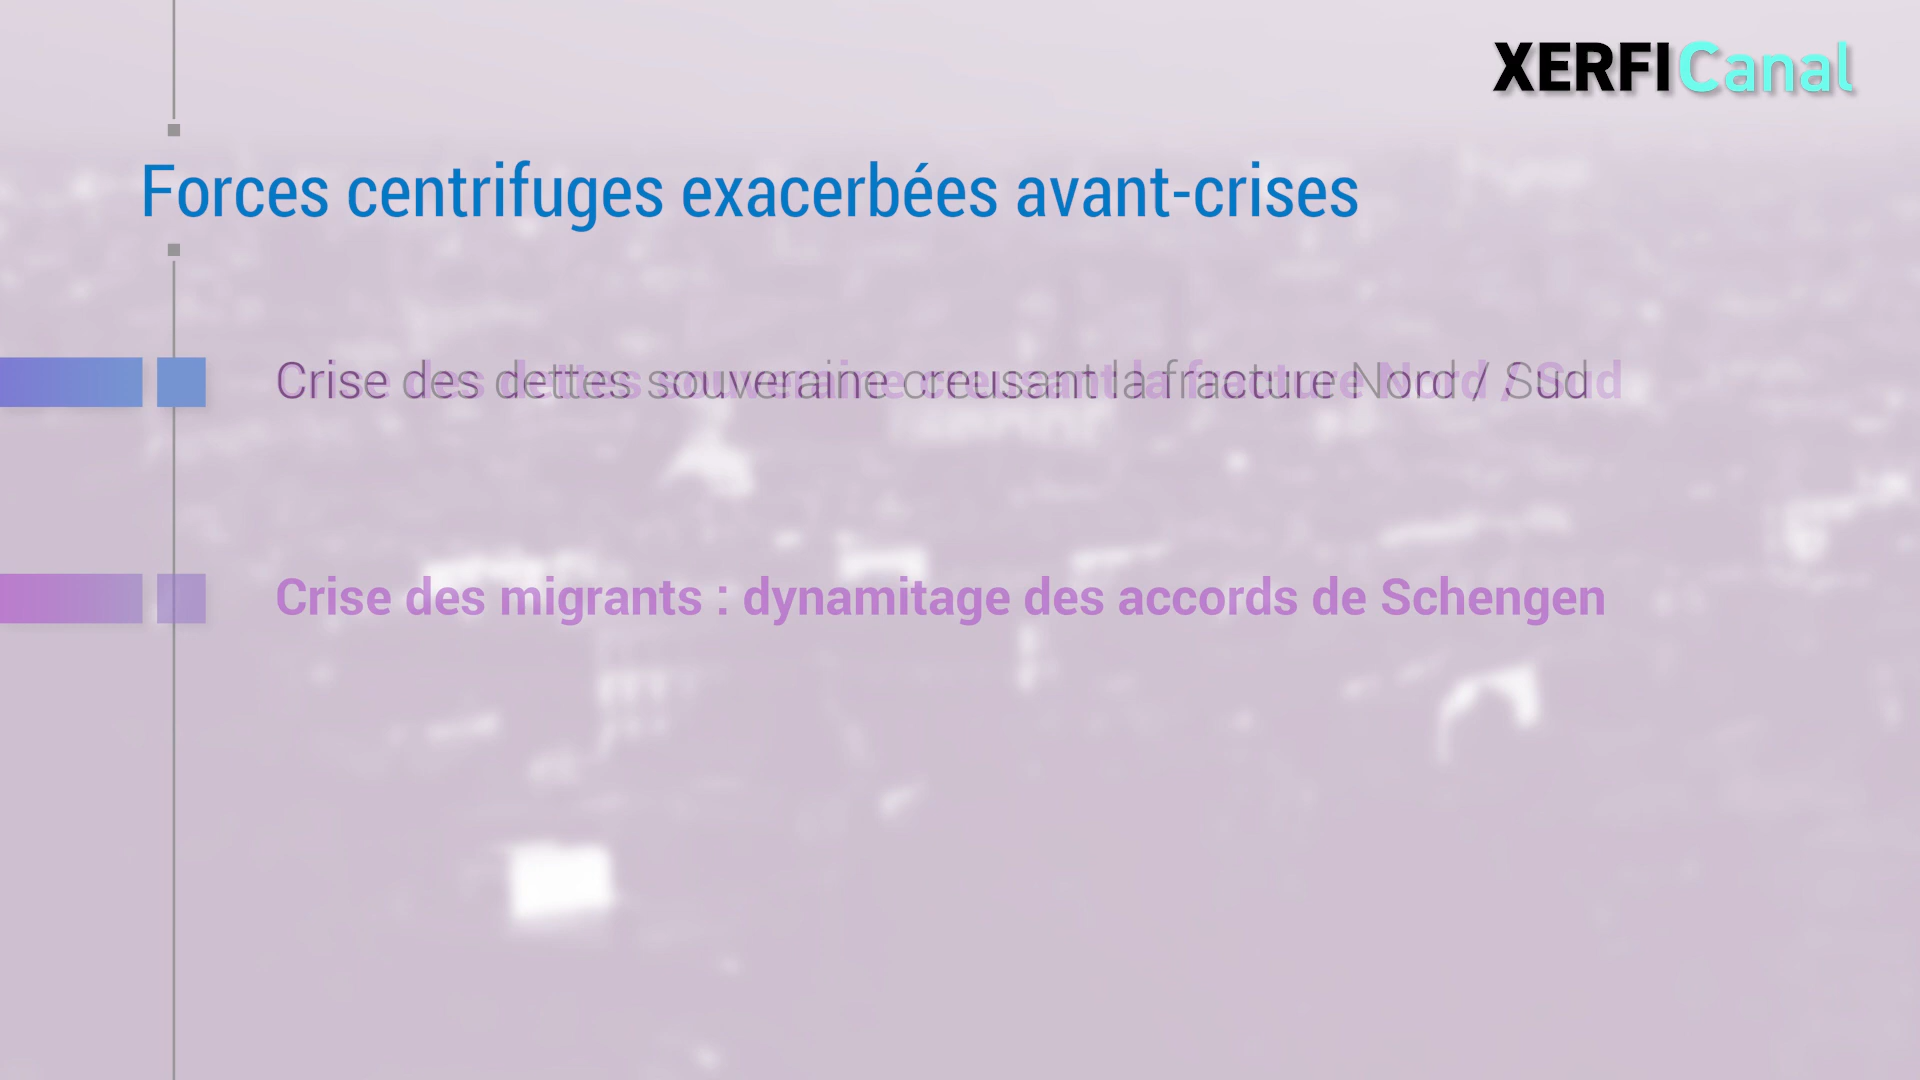 XERFI Canal
Forces centrifuges exacerbées avant-crises
Crise des dettes souveraine creusant la fracture Nord / Sud
Crise des migrants : dynamitage des accords de Schengen